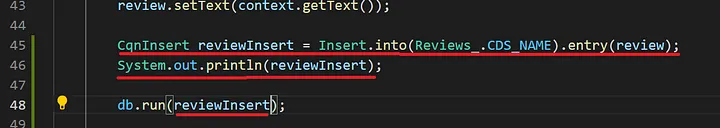 43 review.setText(context.getText());
44
45 CqnInsert reviewInsert = Insert.into(Reviews_.CDS_NAME).entry(review);
46 System.out.println(reviewInsert);
47
48 db.run(reviewInsert);
49